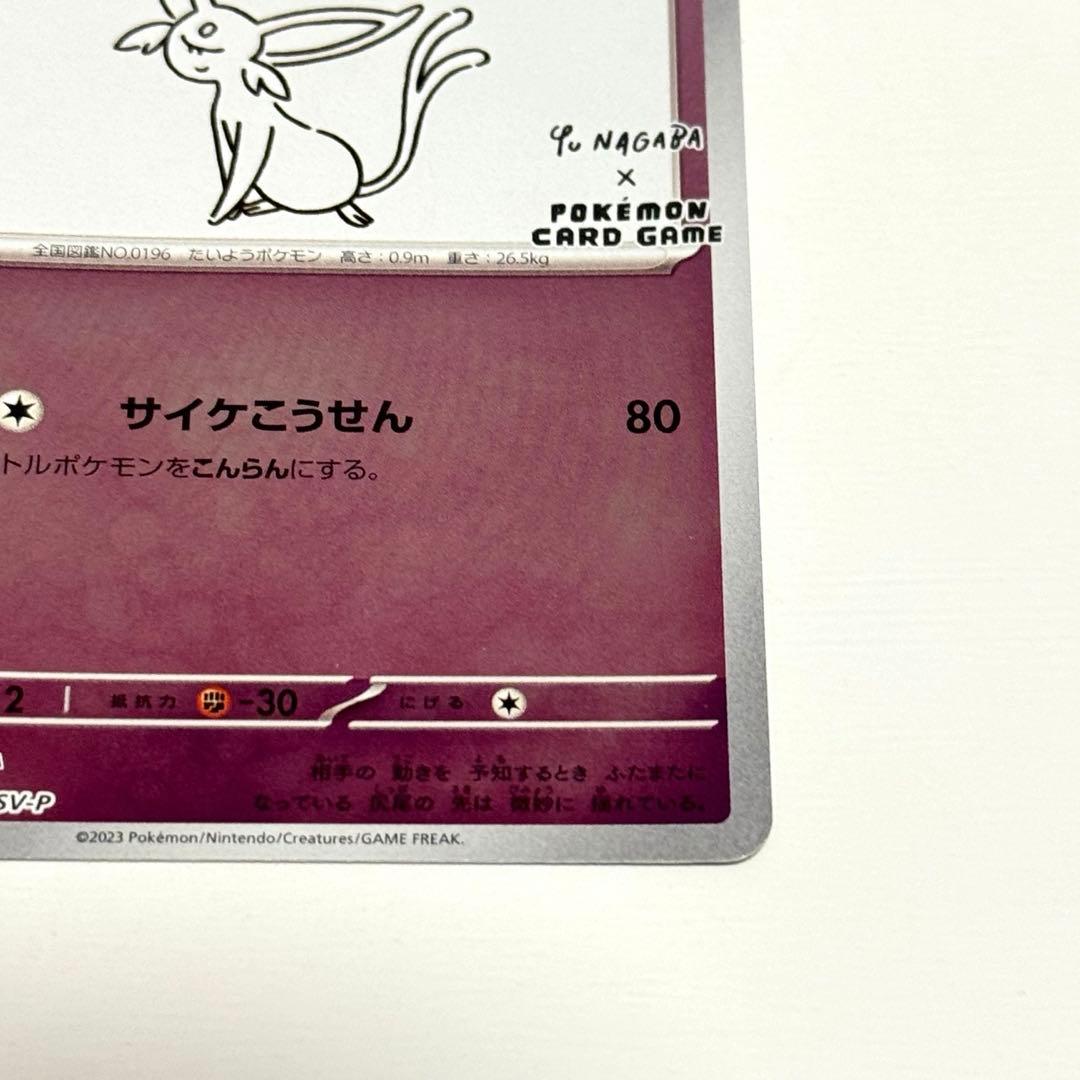 Yu NAGABA
×
POKÉMON
CARD GAME
全国図鑑NO.0196 たいようポケモン 高さ:0.9m 重さ:26.5kg
サイケこうせん 80
トルポケモンをこんらんにする。
2 抵抗力 -30 にげる
相手の 動きを 予知するとき ふたまたに
なっている 尻尾の 先は 微妙に 揺れている。
SV-P
©2023 Pokémon/Nintendo/Creatures/GAME FREAK.